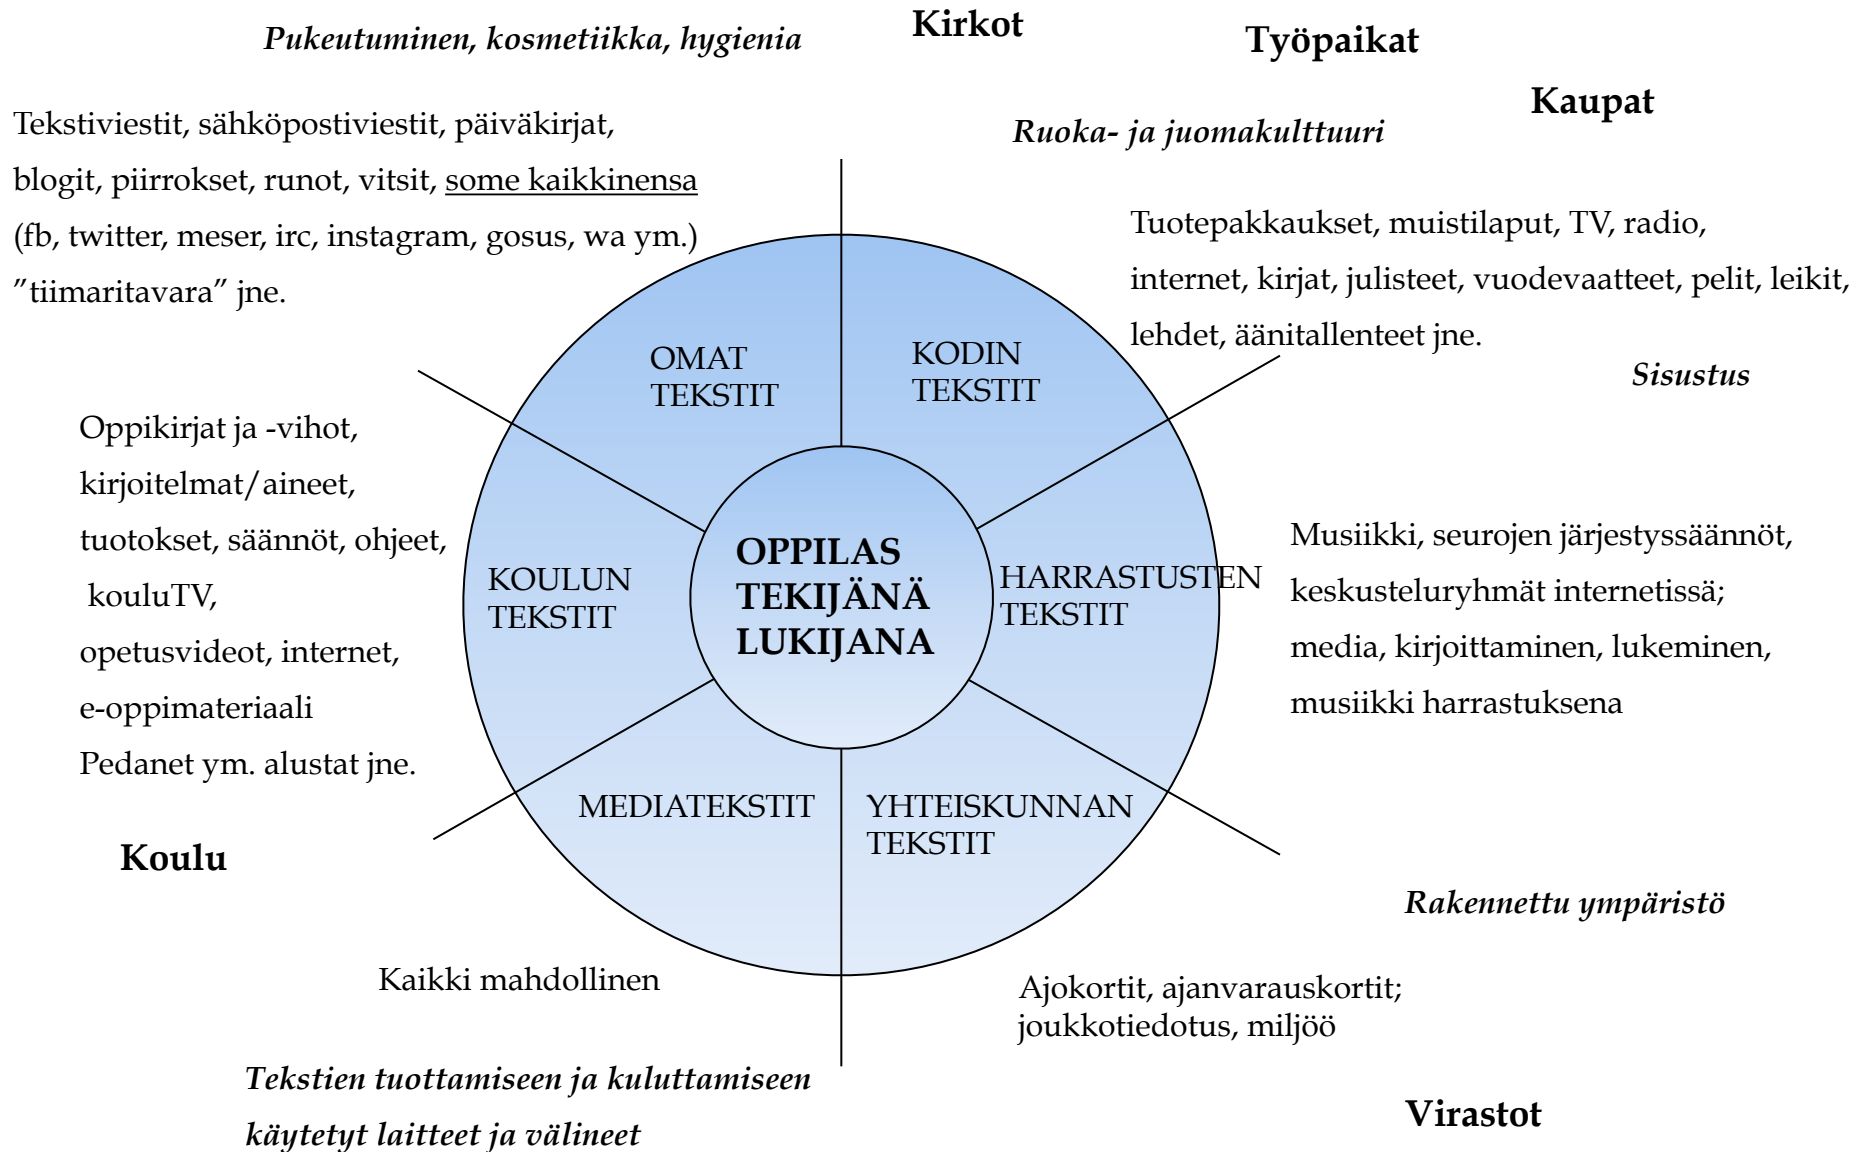 Kirkot
Pukeutuminen, kosmetiikka, hygienia
Työpaikat
Kaupat
Tekstiviestit, sähköpostiviestit, päiväkirjat,
blogit, piirrokset, runot, vitsit, some kaikkinensa
(fb, twitter, meser, irc, instagram, gosus, wa ym.)
”tiimaritavara” jne.
Ruoka- ja juomakulttuuri
Tuotepakkaukset, muistilaput, TV, radio,
internet, kirjat, julisteet, vuodevaatteet, pelit, leikit,
lehdet, äänitallenteet jne.
Sisustus
OMAT
TEKSTIT
KODIN
TEKSTIT
Oppikirjat ja -vihot,
kirjoitelmat/aineet,
tuotokset, säännöt, ohjeet,
kouluTV,
opetusvideot, internet,
e-oppimateriaali
Pedanet ym. alustat jne.
KOULUN
TEKSTIT
OPPILAS
TEKIJÄNÄ
LUKIJANA
HARRASTUSTEN
TEKSTIT
Musiikki, seurojen järjestyssäännöt,
keskusteluryhmät internetissä;
media, kirjoittaminen, lukeminen,
musiikki harrastuksena
MEDIATEKSTIT
YHTEISKUNNAN
TEKSTIT
Koulu
Rakennettu ympäristö
Kaikki mahdollinen
Ajokortit, ajanvarauskortit;
joukkotiedotus, miljöö
Tekstien tuottamiseen ja kuluttamiseen
käytetyt laitteet ja välineet
Virastot